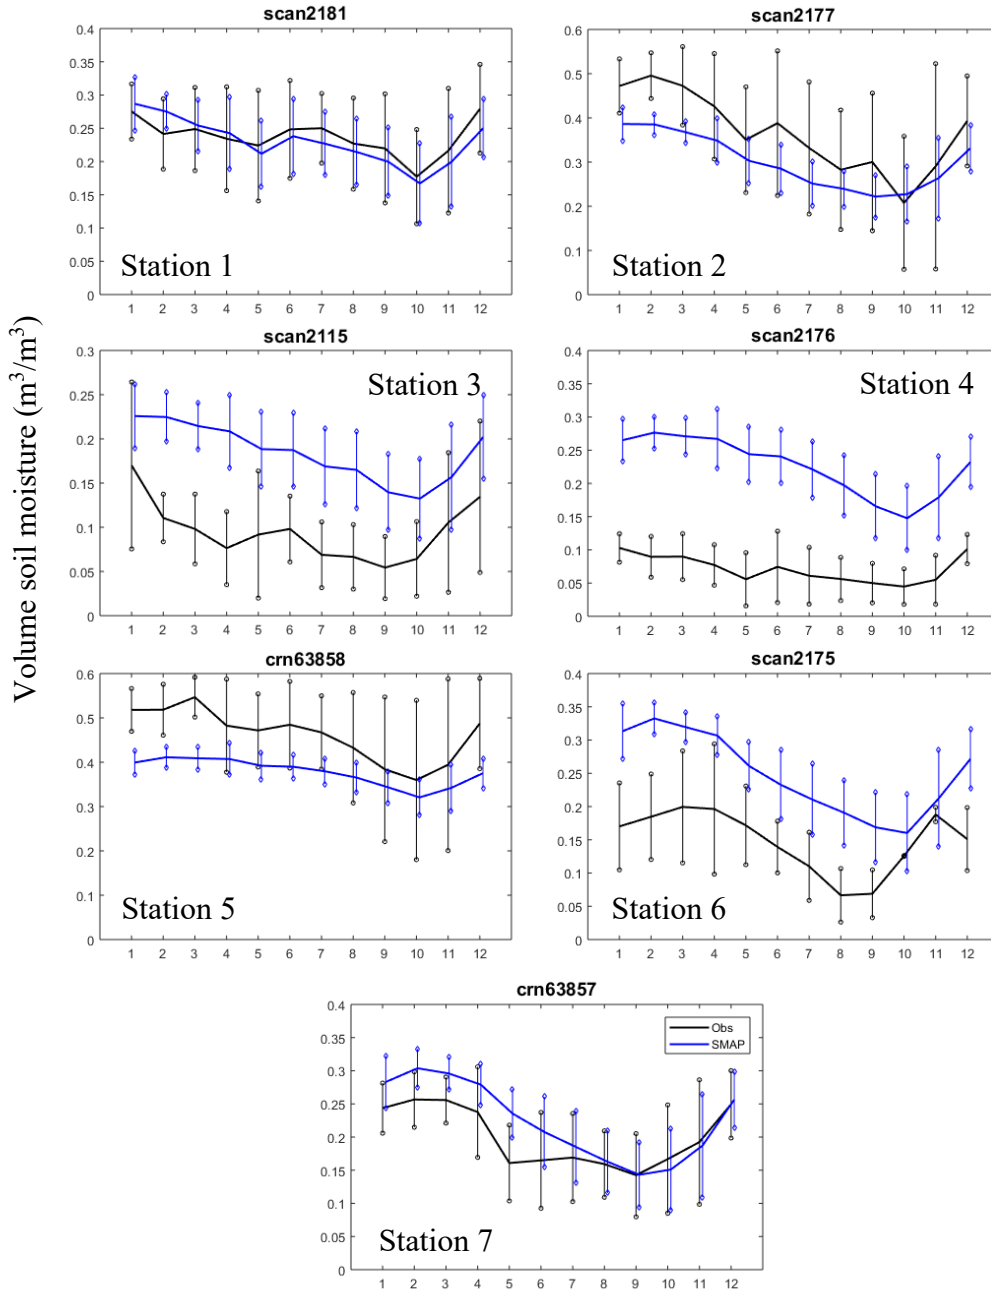 scan2181
0.4
0.35
0.3
0.25
0.2
0.15
0.1
0.05
0
Station 1
1 2 3 4 5 6 7 8 9 10 11 12
scan2177
0.6
0.5
0.4
0.3
0.2
0.1
0
Station 2
1 2 3 4 5 6 7 8 9 10 11 12
Volume soil moisture (m³/m³)
scan2115
0.3
0.25
0.2
0.15
0.1
0.05
0
Station 3
1 2 3 4 5 6 7 8 9 10 11 12
scan2176
0.4
0.35
0.3
0.25
0.2
0.15
0.1
0.05
0
Station 4
1 2 3 4 5 6 7 8 9 10 11 12
crn63858
0.6
0.5
0.4
0.3
0.2
0.1
0
Station 5
1 2 3 4 5 6 7 8 9 10 11 12
scan2175
0.4
0.35
0.3
0.25
0.2
0.15
0.1
0.05
0
Station 6
1 2 3 4 5 6 7 8 9 10 11 12
crn63857
0.4
0.35
0.3
0.25
0.2
0.15
0.1
0.05
0
Obs
SMAP
Station 7
1 2 3 4 5 6 7 8 9 10 11 12